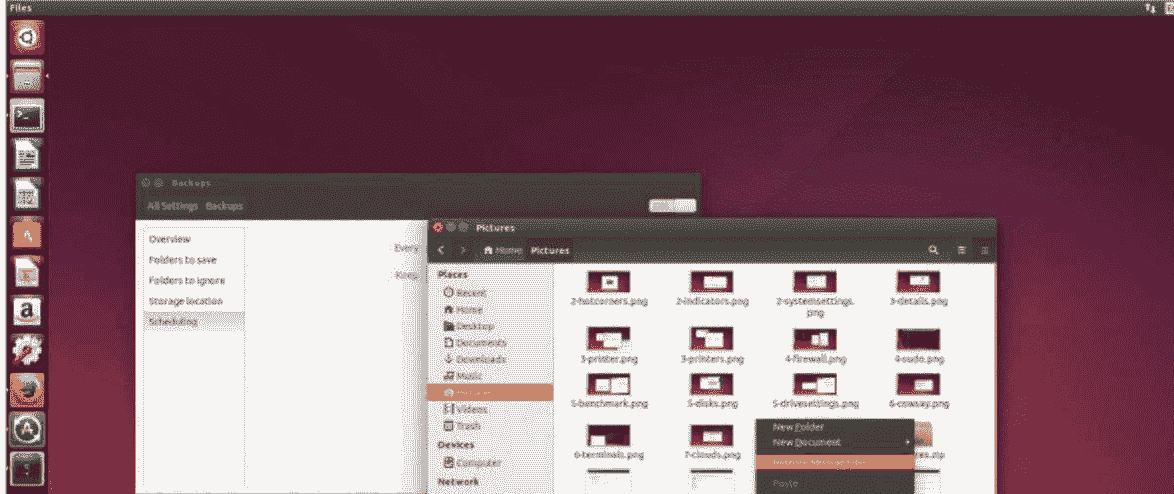 Files
Backups
All Settings Backups
Overview
Folders to save
Folders to ignore
Storage location
Scheduling
Every
Keep
Pictures
Home Pictures
Places
Recent
Home
Desktop
Documents
Downloads
Music
Videos
Trash
Devices
Computer
Network
2-hotcorners.png 2-indicators.png 2-systemsettings.png 3-details.png
3-printer.png 3-printers.png 4-firewall.png 4-sudo.png
5-benchmark.png 5-disks.png 5-drivesettings.png 6-cowsay.png
6-terminals.png 7-clouds.png
New Folder
New Document
Paste